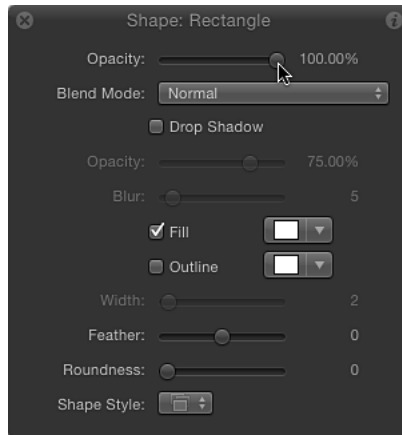 Shape: Rectangle
Opacity: 100.00%
Blend Mode: Normal
Drop Shadow
Opacity: 75.00%
Blur: 5
Fill
Outline
Width: 2
Feather: 0
Roundness: 0
Shape Style: